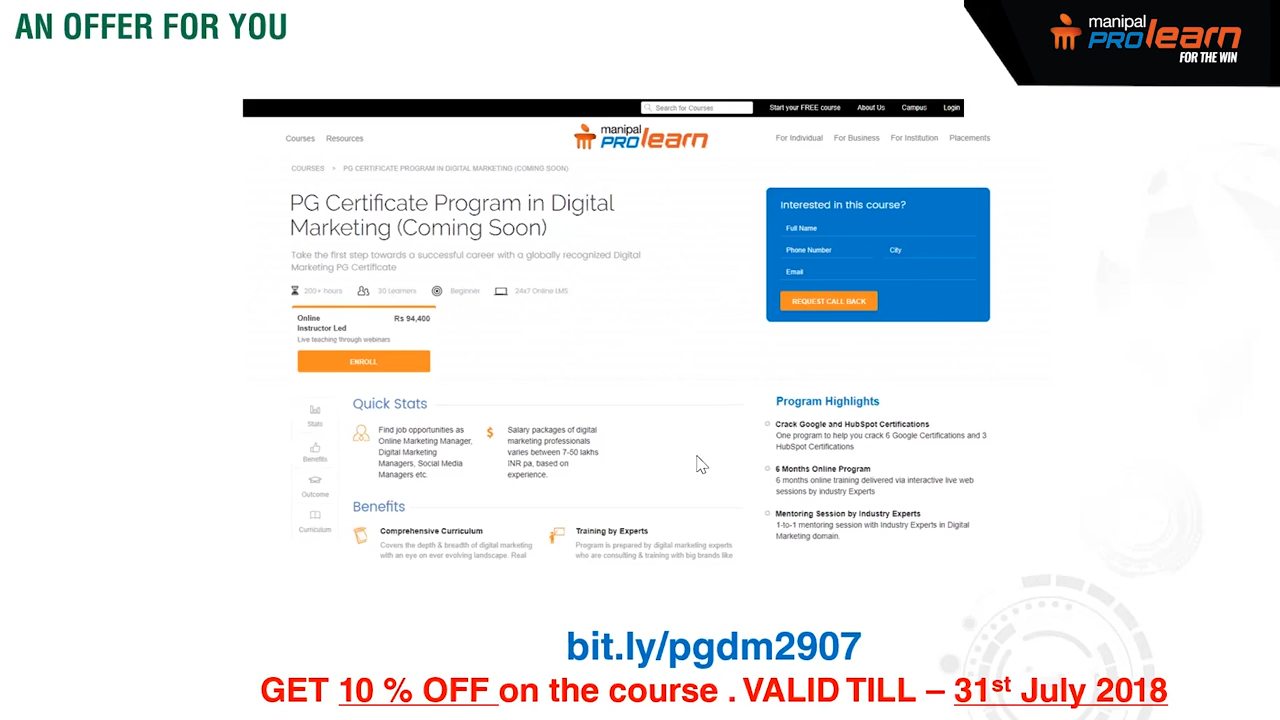 AN OFFER FOR YOU
manipal
PROlearn
FOR THE WIN
Search for Courses
Start your FREE course About Us Campus Login
Courses Resources
manipal
PROlearn
For Individual For Business For Institution Placements
COURSES > PG CERTIFICATE PROGRAM IN DIGITAL MARKETING (COMING SOON)
PG Certificate Program in Digital
Marketing (Coming Soon)
Take the first step towards a successful career with a globally recognized Digital
Marketing PG Certificate
200+ hours 30 Learners Beginner 24x7 Online LMS
Online
Instructor Led
Rs 94,400
Live teaching through webinars
ENROLL
Interested in this course?
Full Name
Phone Number City
Email
REQUEST CALL BACK
Stats
Benefits
Outcome
Curriculum
Quick Stats
Find job opportunities as
Online Marketing Manager,
Digital Marketing
Managers, Social Media
Managers etc.
$
Salary packages of digital
marketing professionals
varies between 7-50 lakhs
INR pa, based on
experience.
Benefits
Comprehensive Curriculum
Covers the depth & breadth of digital marketing
with an eye on ever evolving landscape. Real
Training by Experts
Program is prepared by digital marketing experts
who are consulting & training with big brands like
Program Highlights
Crack Google and HubSpot Certifications
One program to help you crack 6 Google Certifications and 3
HubSpot Certifications
6 Months Online Program
6 months online training delivered via interactive live web
sessions by industry Experts
Mentoring Session by Industry Experts
1-to-1 mentoring session with Industry Experts in Digital
Marketing domain.
bit.ly/pgdm2907
GET 10 % OFF on the course . VALID TILL – 31st July 2018